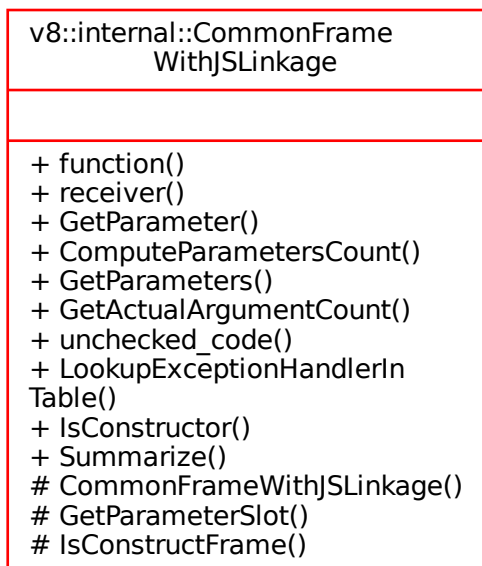 v8::internal::CommonFrame
WithJSLinkage
+ function()
+ receiver()
+ GetParameter()
+ ComputeParametersCount()
+ GetParameters()
+ GetActualArgumentCount()
+ unchecked_code()
+ LookupExceptionHandlerIn
Table()
+ IsConstructor()
+ Summarize()
# CommonFrameWithJSLinkage()
# GetParameterSlot()
# IsConstructFrame()